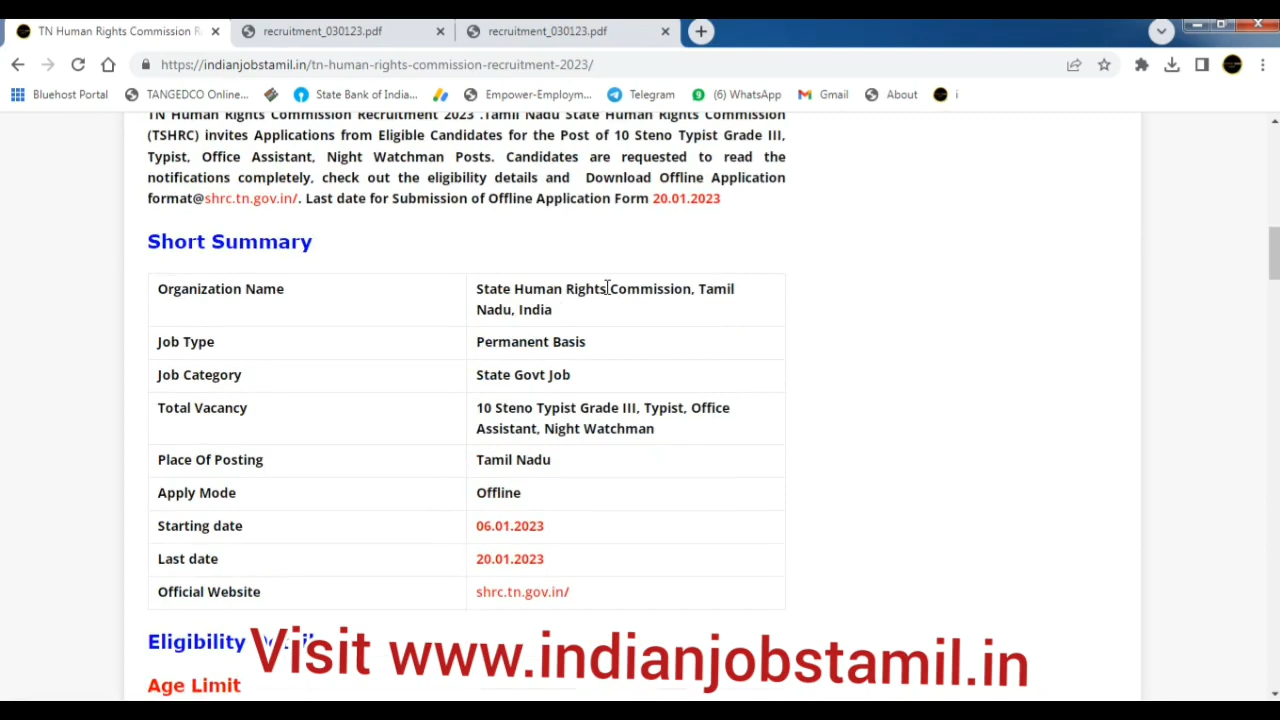 TN Human Rights Commission R
recruitment_030123.pdf
recruitment_030123.pdf
https://indianjobstamil.in/tn-human-rights-commission-recruitment-2023/
Bluehost Portal
TANGEDCO Online...
State Bank of India...
Empower-Employm...
Telegram
(6) WhatsApp
Gmail
About
i
TN Human Rights Commission Recruitment 2023 .Tamil Nadu State Human Rights Commission
(TSHRC) invites Applications from Eligible Candidates for the Post of 10 Steno Typist Grade III,
Typist, Office Assistant, Night Watchman Posts. Candidates are requested to read the
notifications completely, check out the eligibility details and Download Offline Application
format@shrc.tn.gov.in/. Last date for Submission of Offline Application Form 20.01.2023
Short Summary
Organization Name
State Human Rights Commission, Tamil
Nadu, India
Job Type
Permanent Basis
Job Category
State Govt Job
Total Vacancy
10 Steno Typist Grade III, Typist, Office
Assistant, Night Watchman
Place Of Posting
Tamil Nadu
Apply Mode
Offline
Starting date
06.01.2023
Last date
20.01.2023
Official Website
shrc.tn.gov.in/
Eligibility
Visit www.indianjobstamil.in
Age Limit